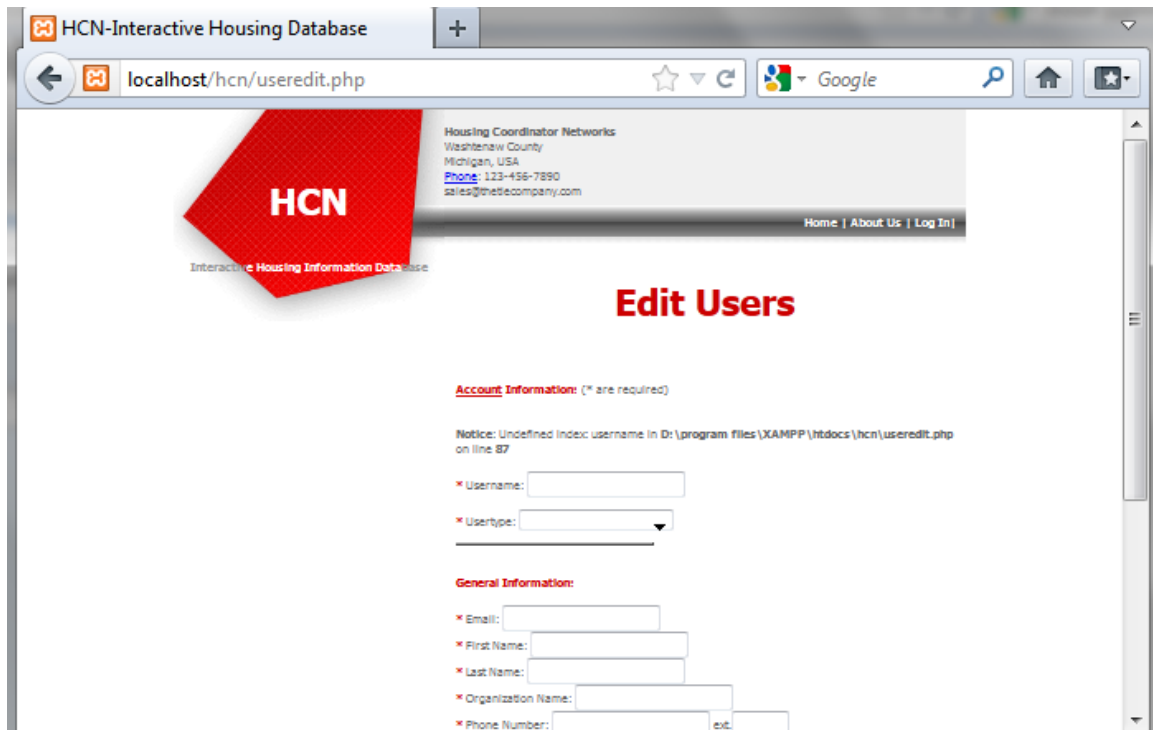 HCN-Interactive Housing Database
localhost/hcn/useredit.php
Google
Housing Coordinator Networks
Washtenaw County
Michigan, USA
Phone: 123-456-7890
sales@thetiecompany.com
HCN
Home | About Us | Log In|
Interactive Housing Information Database
Edit Users
Account Information: (* are required)
Notice: Undefined index: username in D:\program files\XAMPP\htdocs\hcn\useredit.php
on line 87
* Username:
* Usertype:
General Information:
* Email:
* First Name:
* Last Name:
* Organization Name:
* Phone Number: ext.